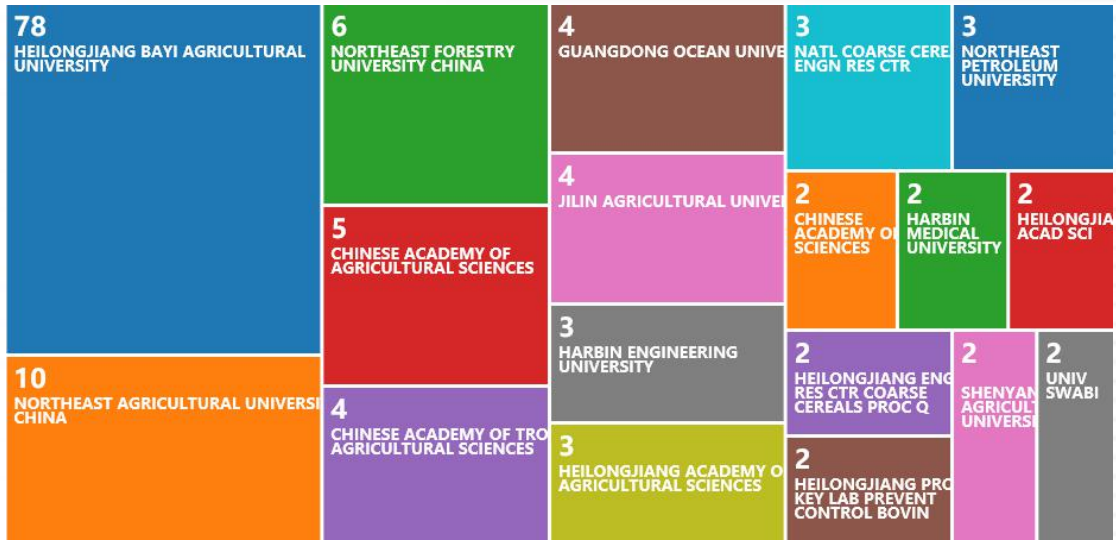 78
HEILONGJIANG BAYI AGRICULTURAL
UNIVERSITY
10
NORTHEAST AGRICULTURAL UNIVERSI
CHINA
6
NORTHEAST FORESTRY
UNIVERSITY CHINA
5
CHINESE ACADEMY OF
AGRICULTURAL SCIENCES
4
CHINESE ACADEMY OF TRO
AGRICULTURAL SCIENCES
4
GUANGDONG OCEAN UNIVE
4
JILIN AGRICULTURAL UNIVE
3
HARBIN ENGINEERING
UNIVERSITY
3
HEILONGJIANG ACADEMY O
AGRICULTURAL SCIENCES
3
NATL COARSE CEREA
ENGN RES CTR
3
NORTHEAST
PETROLEUM
UNIVERSITY
2
CHINESE
ACADEMY OF
SCIENCES
2
HARBIN
MEDICAL
UNIVERSITY
2
HEILONGJIA
ACAD SCI
2
HEILONGJIANG ENG
RES CTR COARSE
CEREALS PROC Q
2
HEILONGJIANG PRO
KEY LAB PREVENT
CONTROL BOVIN
2
SHENYAN
AGRICULT
UNIVERSI
2
UNIV
SWABI